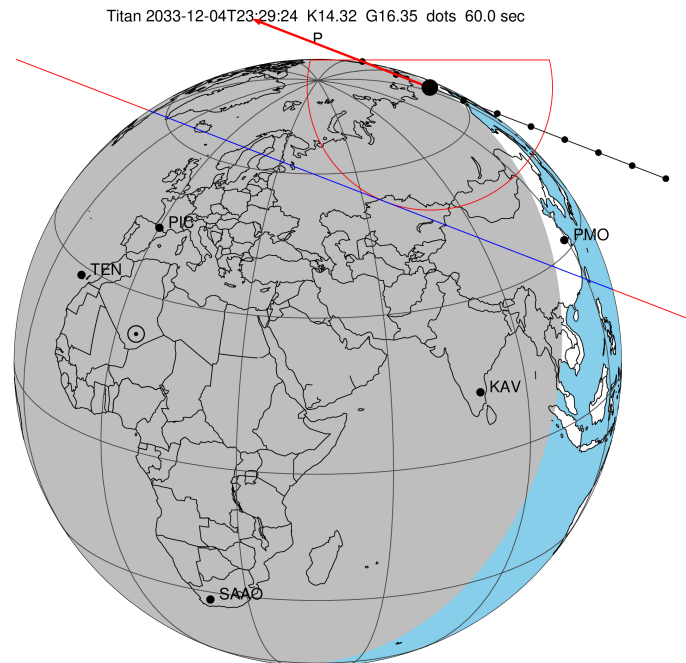 Titan 2033-12-04T23:29:24 K14.32 G16.35 dots 60.0 sec
P
PIC
PMO
TEN
KAV
SAAO